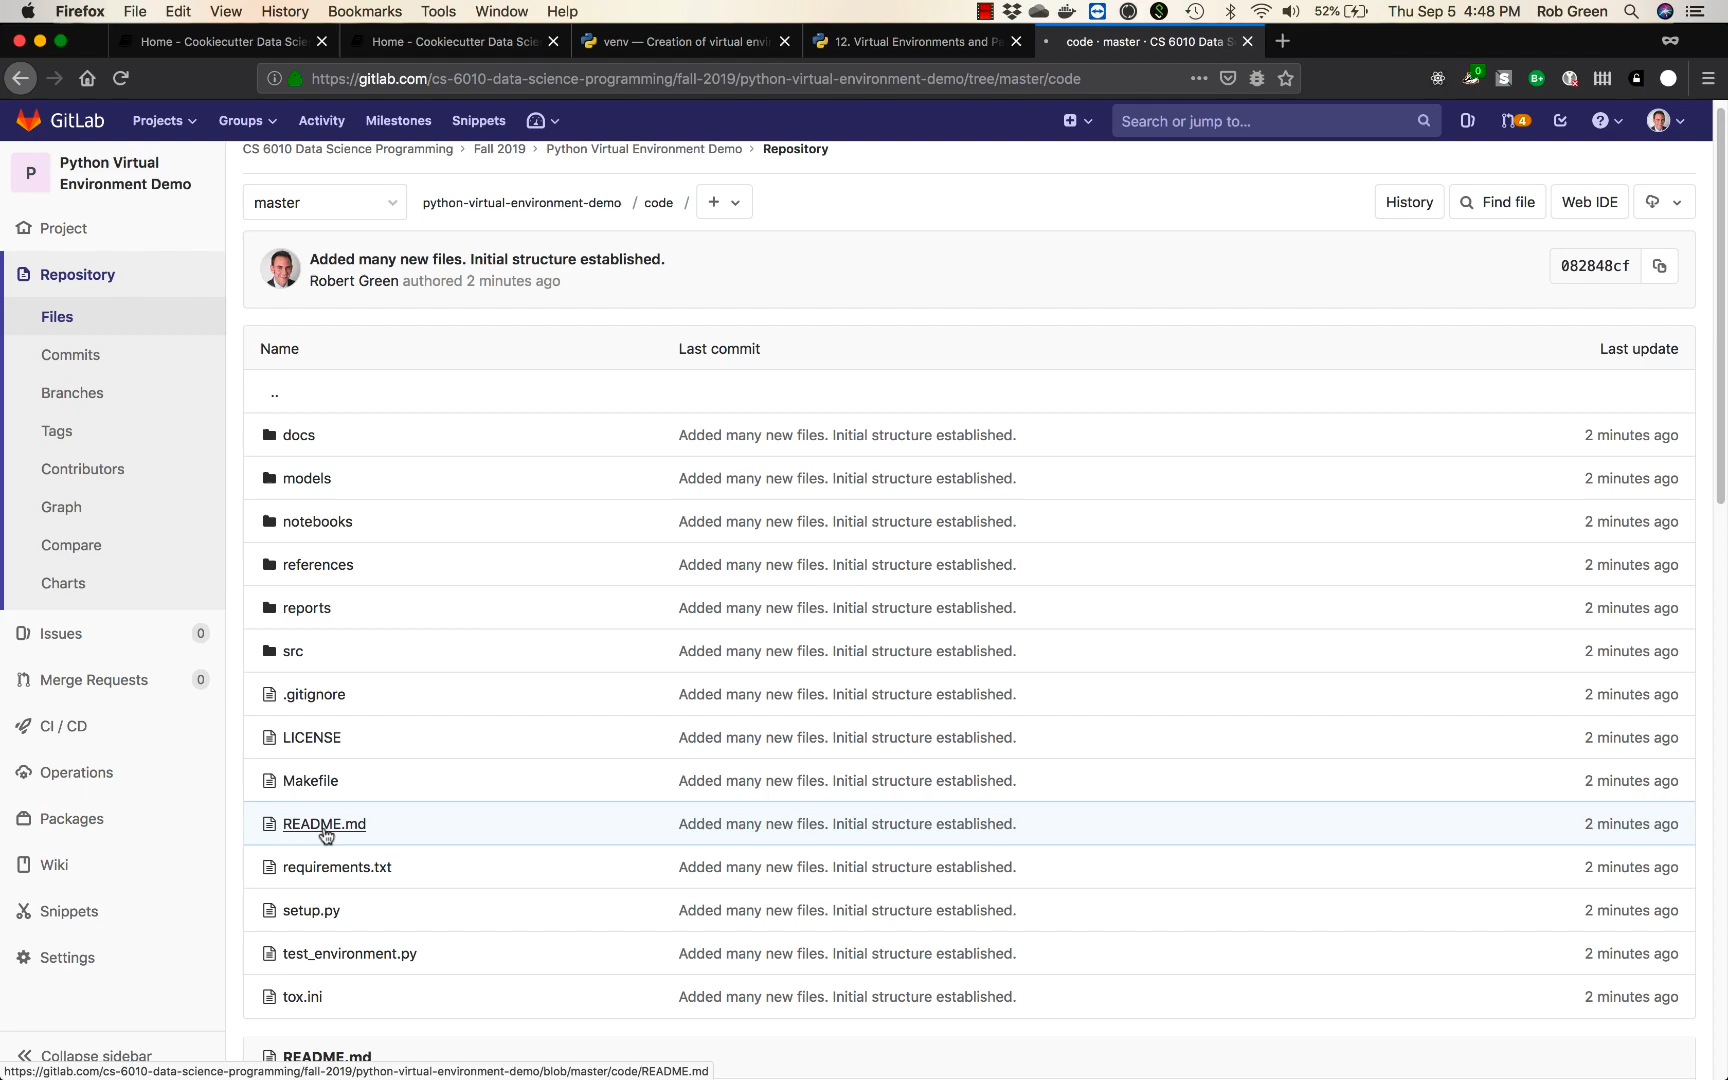 Firefox File Edit View History Bookmarks Tools Window Help 52% Thu Sep 5 4:48 PM Rob Green
Home - Cookiecutter Data Scie
Home - Cookiecutter Data Scie
venv — Creation of virtual envi
12. Virtual Environments and Pa
code · master · CS 6010 Data S
https://gitlab.com/cs-6010-data-science-programming/fall-2019/python-virtual-environment-demo/tree/master/code
0
S
B+
GitLab Projects Groups Activity Milestones Snippets Search or jump to... 4
P
Python Virtual
Environment Demo
Project
Repository
Files
Commits
Branches
Tags
Contributors
Graph
Compare
Charts
Issues 0
Merge Requests 0
CI / CD
Operations
Packages
Wiki
Snippets
Settings
Collapse sidebar
CS 6010 Data Science Programming > Fall 2019 > Python Virtual Environment Demo > Repository
master python-virtual-environment-demo / code / + History Find file Web IDE
Added many new files. Initial structure established.
Robert Green authored 2 minutes ago
082848cf
Name Last commit Last update
..
docs Added many new files. Initial structure established. 2 minutes ago
models Added many new files. Initial structure established. 2 minutes ago
notebooks Added many new files. Initial structure established. 2 minutes ago
references Added many new files. Initial structure established. 2 minutes ago
reports Added many new files. Initial structure established. 2 minutes ago
src Added many new files. Initial structure established. 2 minutes ago
.gitignore Added many new files. Initial structure established. 2 minutes ago
LICENSE Added many new files. Initial structure established. 2 minutes ago
Makefile Added many new files. Initial structure established. 2 minutes ago
README.md Added many new files. Initial structure established. 2 minutes ago
requirements.txt Added many new files. Initial structure established. 2 minutes ago
setup.py Added many new files. Initial structure established. 2 minutes ago
test_environment.py Added many new files. Initial structure established. 2 minutes ago
tox.ini Added many new files. Initial structure established. 2 minutes ago
README.md
https://gitlab.com/cs-6010-data-science-programming/fall-2019/python-virtual-environment-demo/blob/master/code/README.md